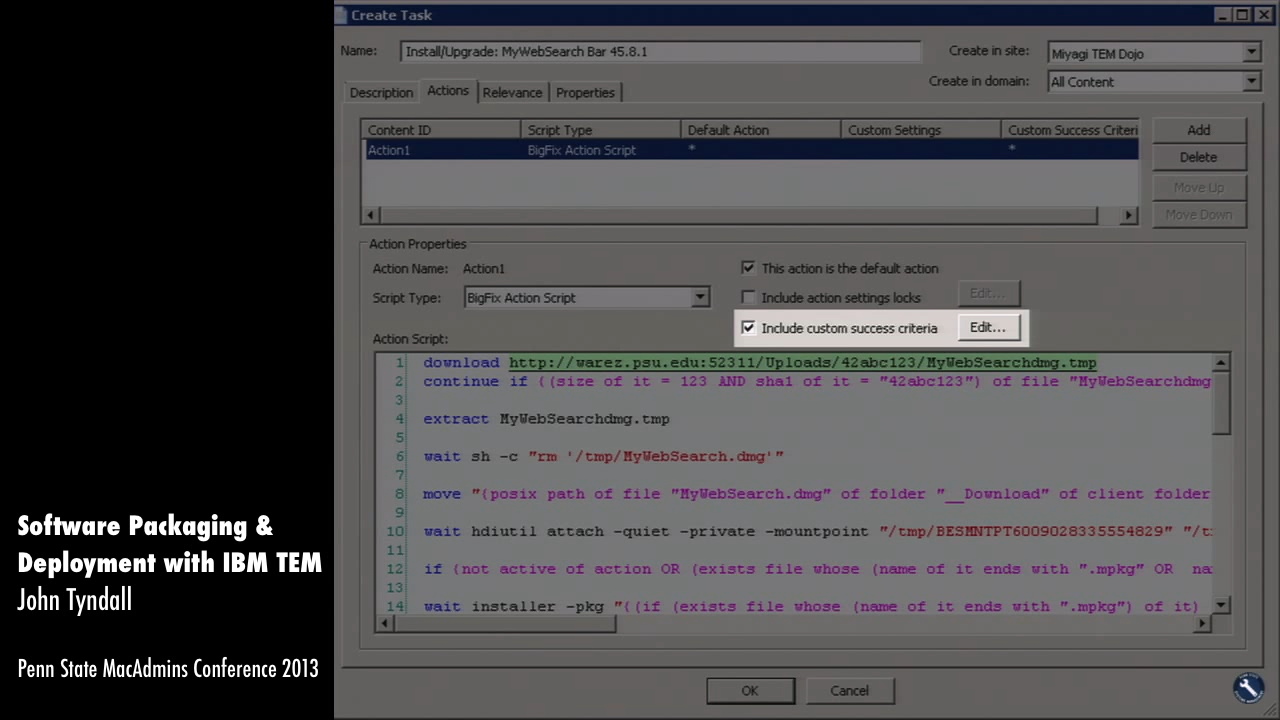 Create Task
Name: Install/Upgrade: MyWebSearch Bar 45.8.1 Create in site: Miyagi TEM Dojo
Create in domain: All Content
Description Actions Relevance Properties
Content ID Script Type Default Action Custom Settings Custom Success Criteri
Action1 BigFix Action Script * *
Add
Delete
Move Up
Move Down
Action Properties
Action Name: Action1
Script Type: BigFix Action Script
This action is the default action
Include action settings locks Edit...
Include custom success criteria Edit...
Action Script:
1 download http://warez.psu.edu:52311/Uploads/42abc123/MyWebSearchdmg.tmp
2 continue if {(size of it = 123 AND sha1 of it = "42abc123") of file "MyWebSearchdmg
3
4 extract MyWebSearchdmg.tmp
5
6 wait sh -c "rm '/tmp/MyWebSearch.dmg'"
7
8 move "{posix path of file "MyWebSearch.dmg" of folder "__Download" of client folder
9
10 wait hdiutil attach -quiet -private -mountpoint "/tmp/BESMNTPT6009028335554829" "/t
11
12 if {not active of action OR (exists file whose (name of it ends with ".mpkg" OR na
13
14 wait installer -pkg "{(if (exists file whose (name of it ends with ".mpkg") of it)
OK Cancel
Software Packaging &
Deployment with IBM TEM
John Tyndall
Penn State MacAdmins Conference 2013